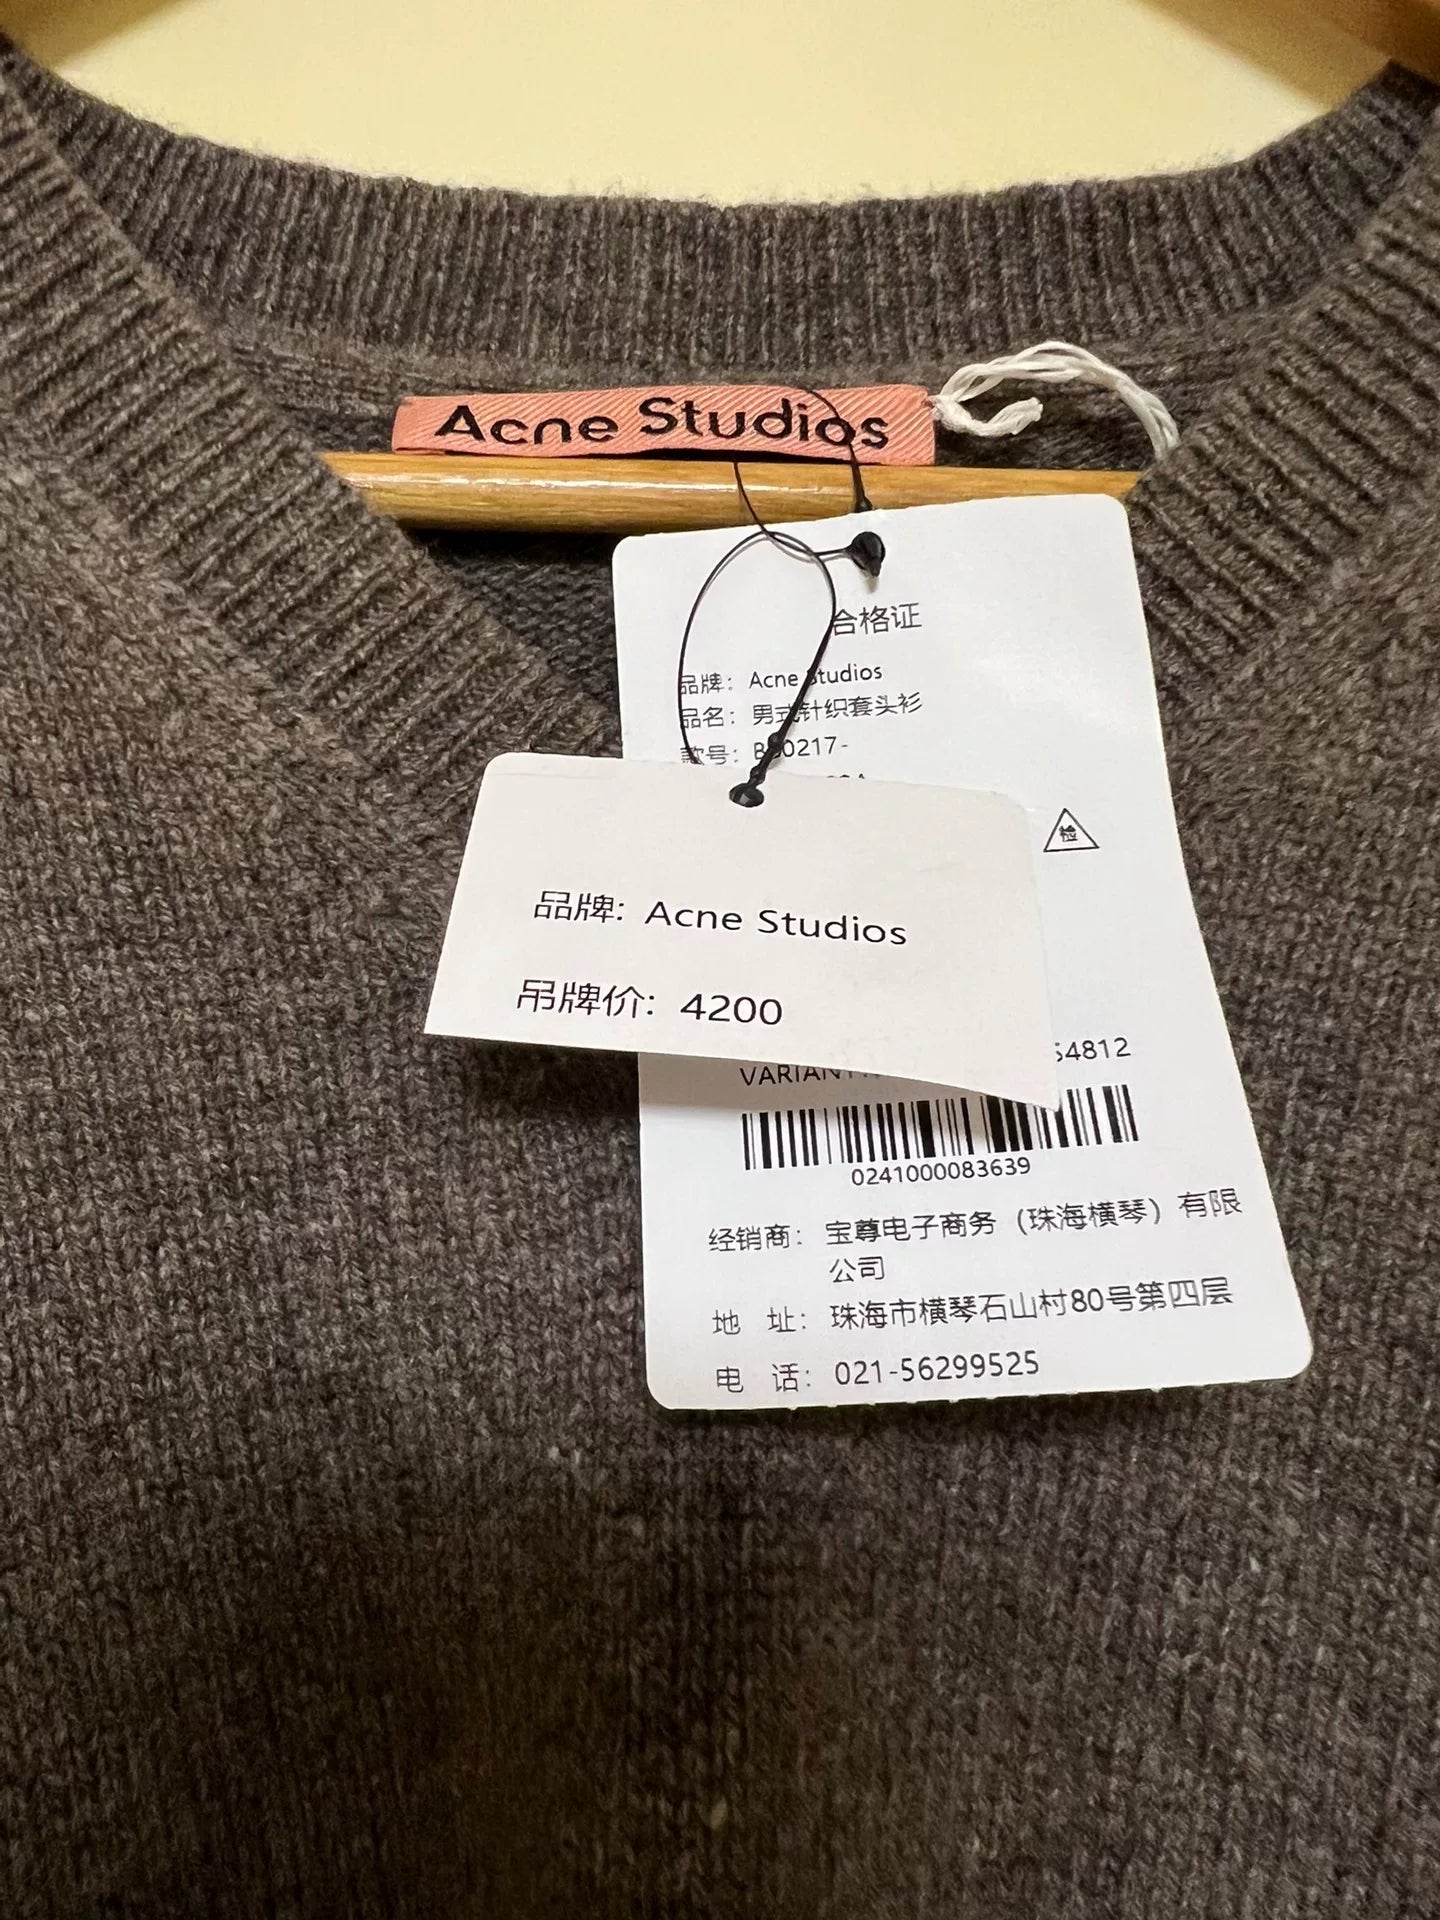 Acne Studios
合格证
品牌: Acne Studios
品名: 男式针织套头衫
款号:
检
品牌: Acne Studios
吊牌价: 4200
S4812
0241000083639
经销商: 宝尊电子商务（珠海横琴）有限
公司
地 址: 珠海市横琴石山村80号第四层
电 话: 021-56299525